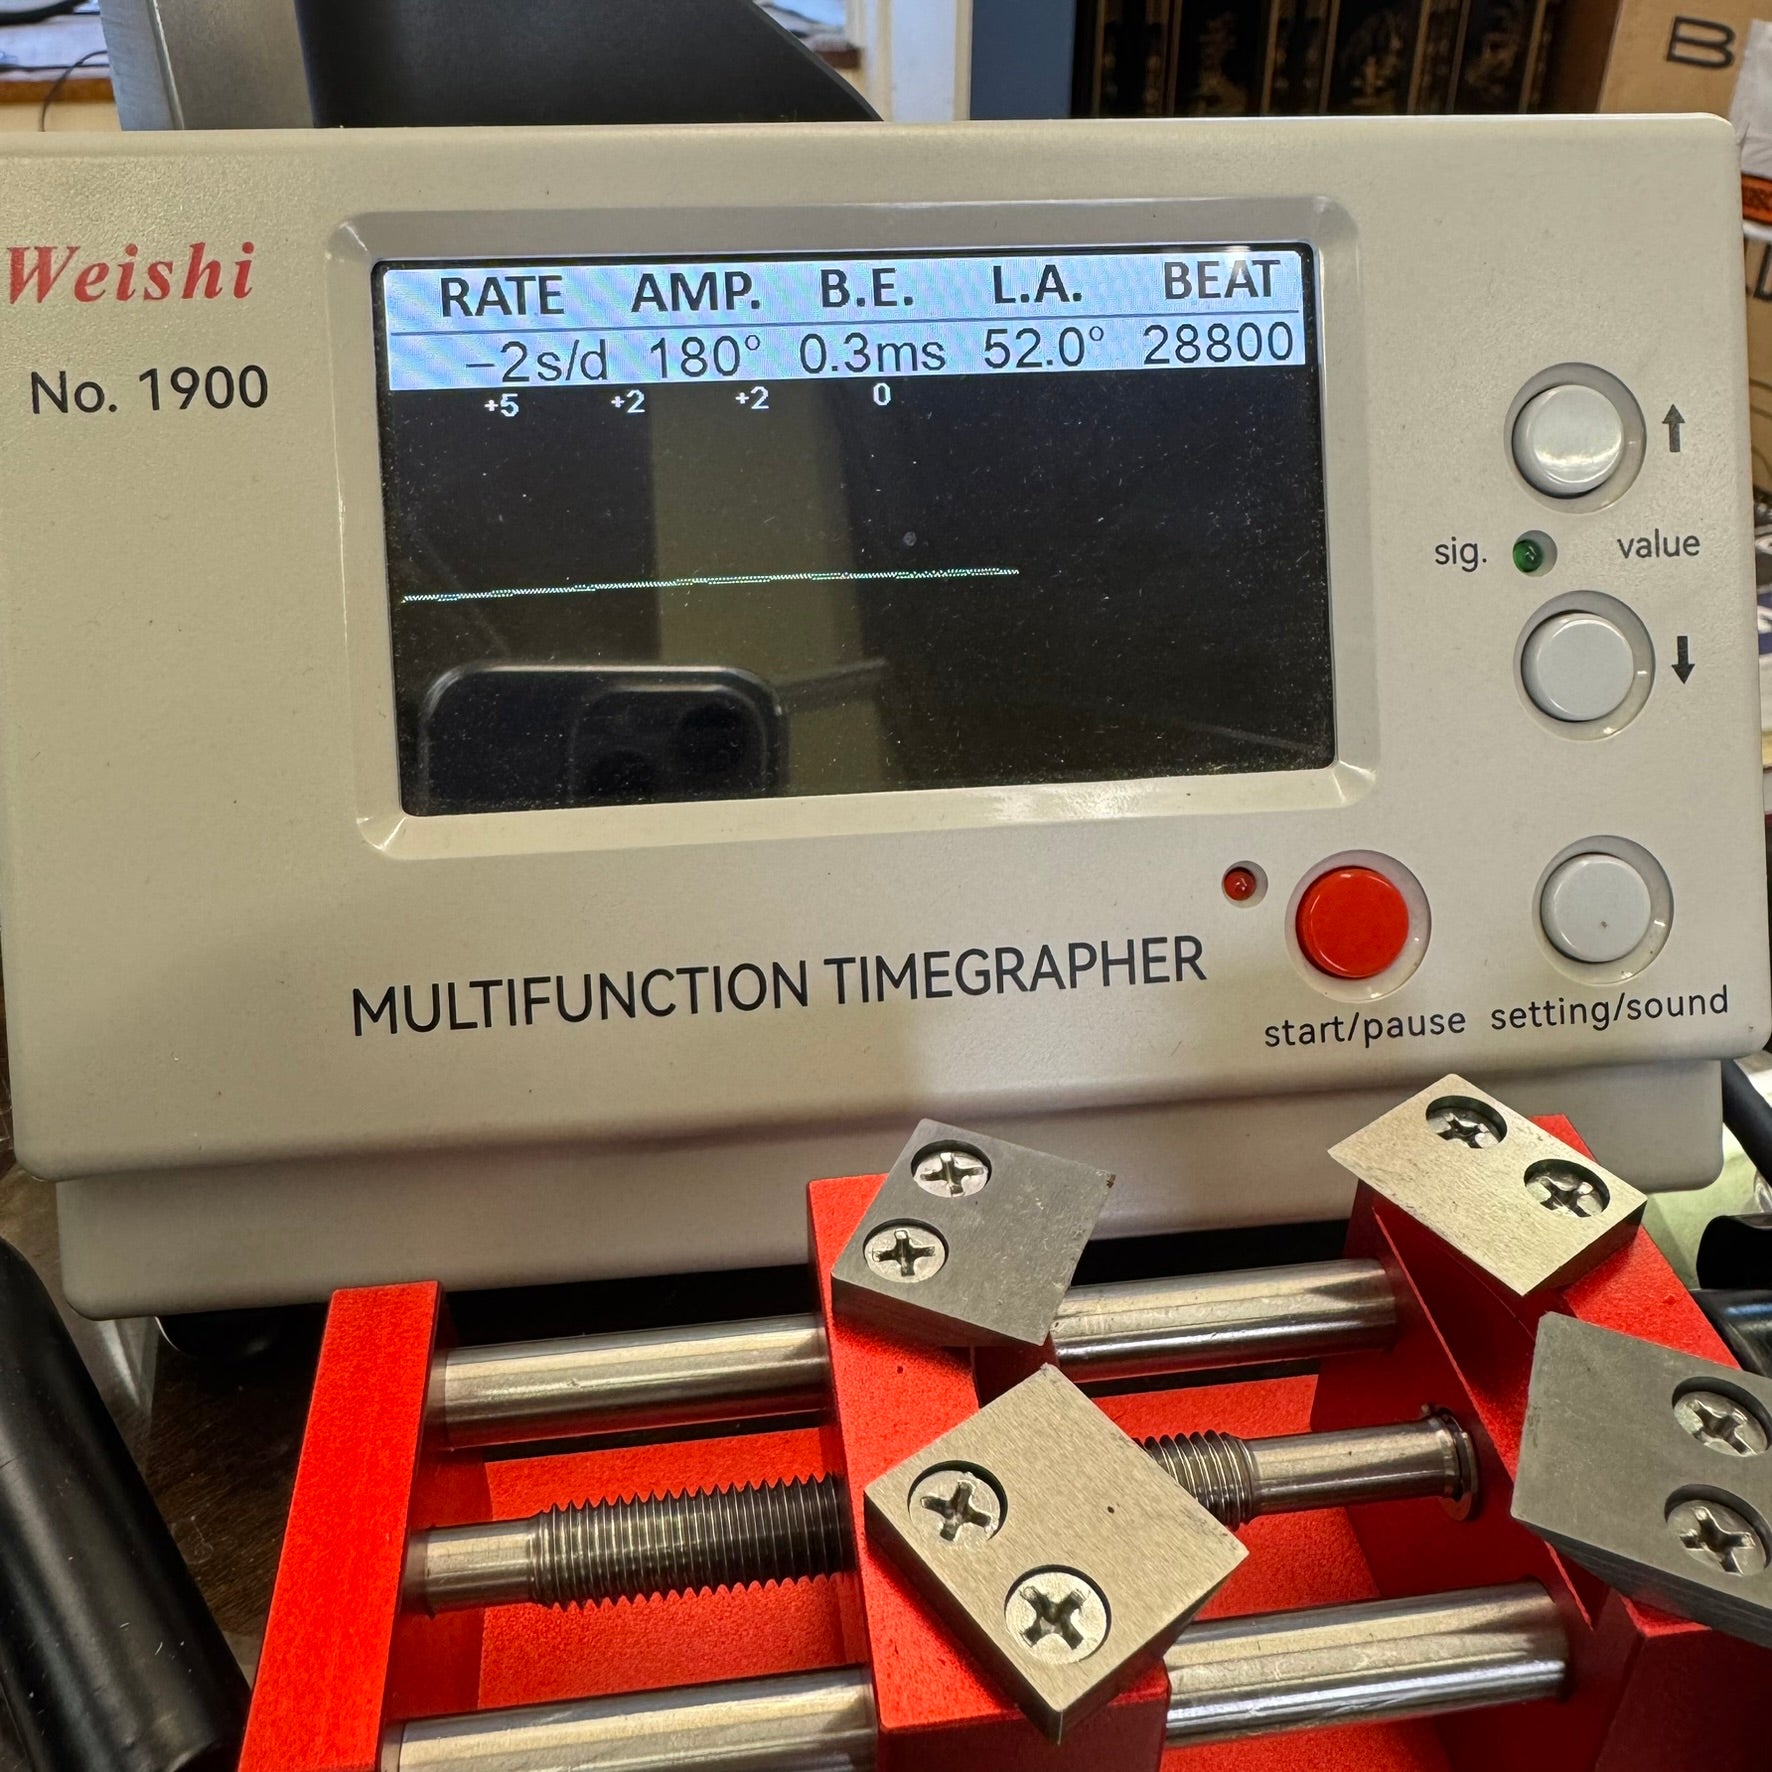 B
Weishi
No. 1900
RATE AMP. B.E. L.A. BEAT
−2s/d 180° 0.3ms 52.0° 28800
+5 +2 +2 0
↑
sig. value
↓
MULTIFUNCTION TIMEGRAPHER
start/pause setting/sound